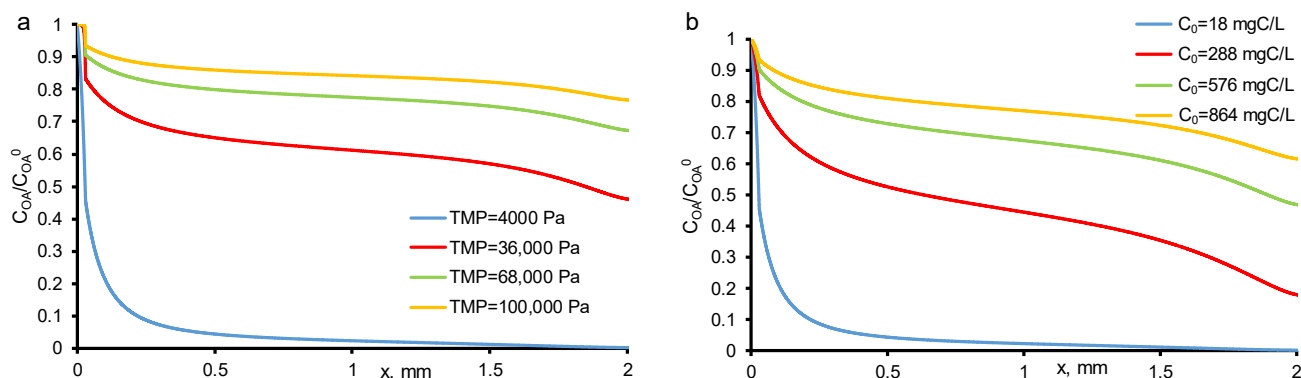 a
1
0.9
0.8
0.7
0.6
0.5
0.4
0.3
0.2
0.1
0
C_OA/C_OA^0
TMP=4000 Pa
TMP=36,000 Pa
TMP=68,000 Pa
TMP=100,000 Pa
0
0.5
1
1.5
2
x, mm
b
C₀=18 mgC/L
C₀=288 mgC/L
C₀=576 mgC/L
C₀=864 mgC/L
1
0.9
0.8
0.7
0.6
0.5
0.4
0.3
0.2
0.1
0
C_OA/C_OA^0
0
0.5
1
1.5
2
x, mm